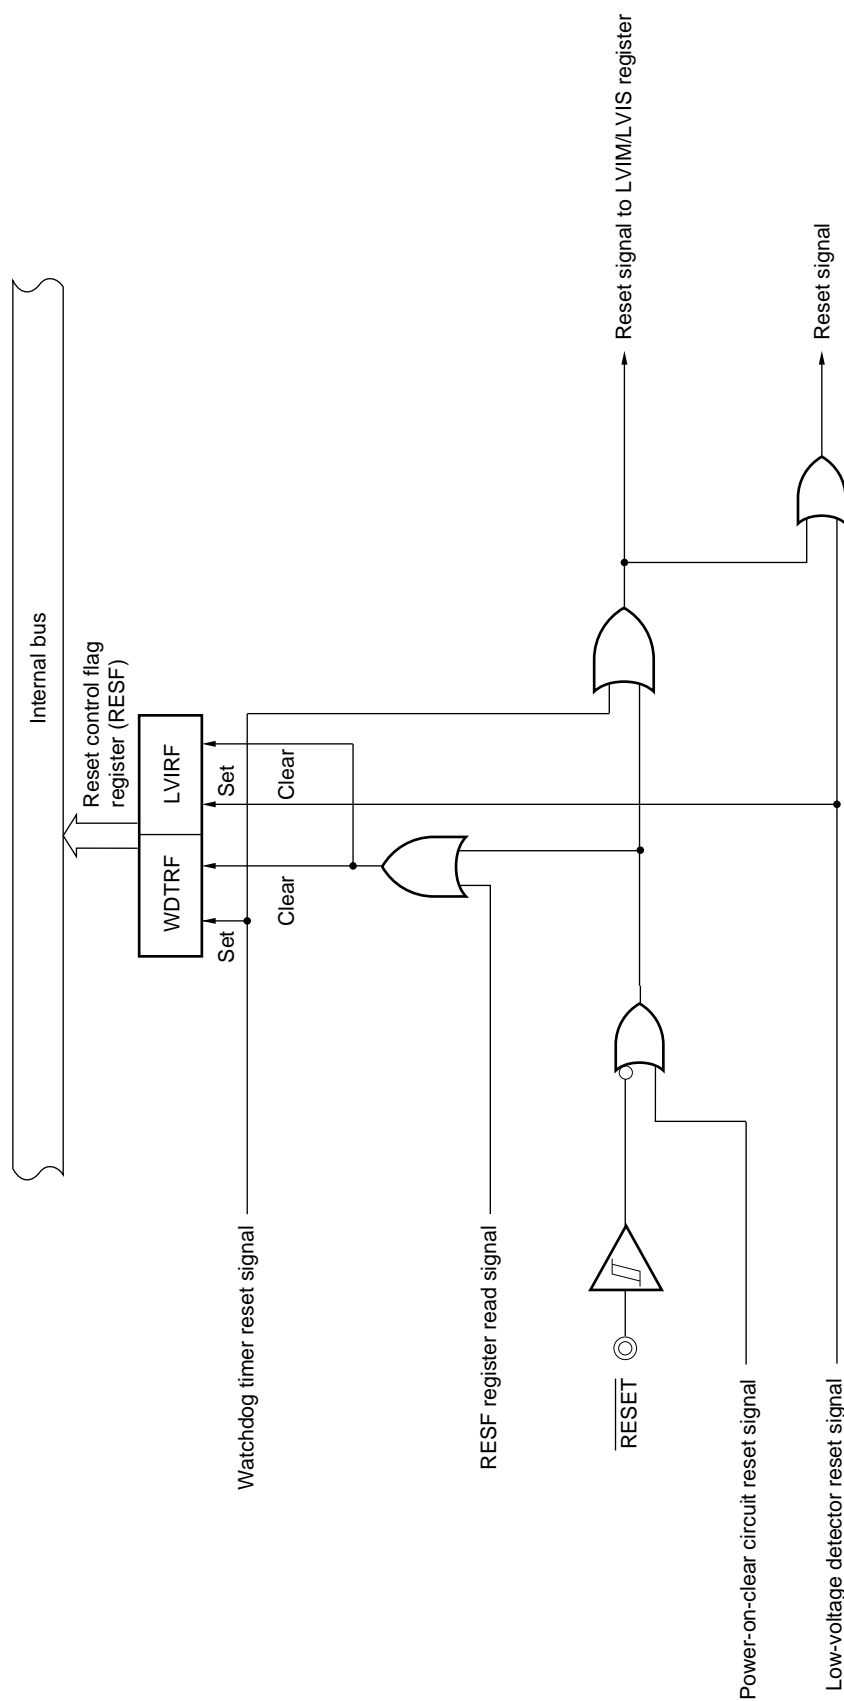 Internal bus
Reset control flag
register (RESF)
WDTRF
LVIRF
Set
Clear
Set
Clear
Watchdog timer reset signal
RESF register read signal
RESET
Power-on-clear circuit reset signal
Low-voltage detector reset signal
Reset signal to LVIM/LVIS register
Reset signal